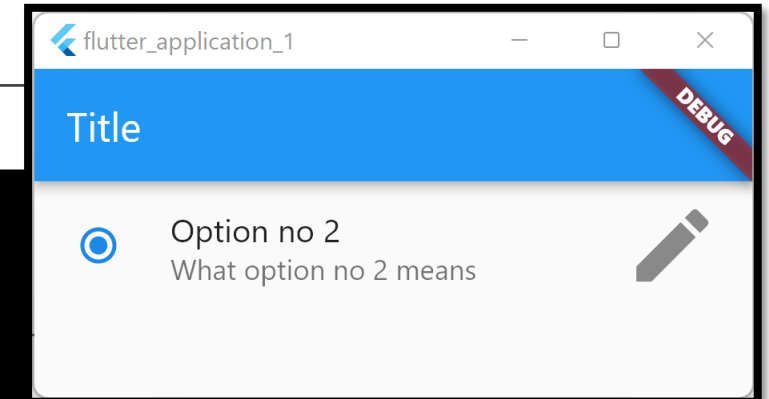 flutter_application_1
DEBUG
Title
Option no 2
What option no 2 means